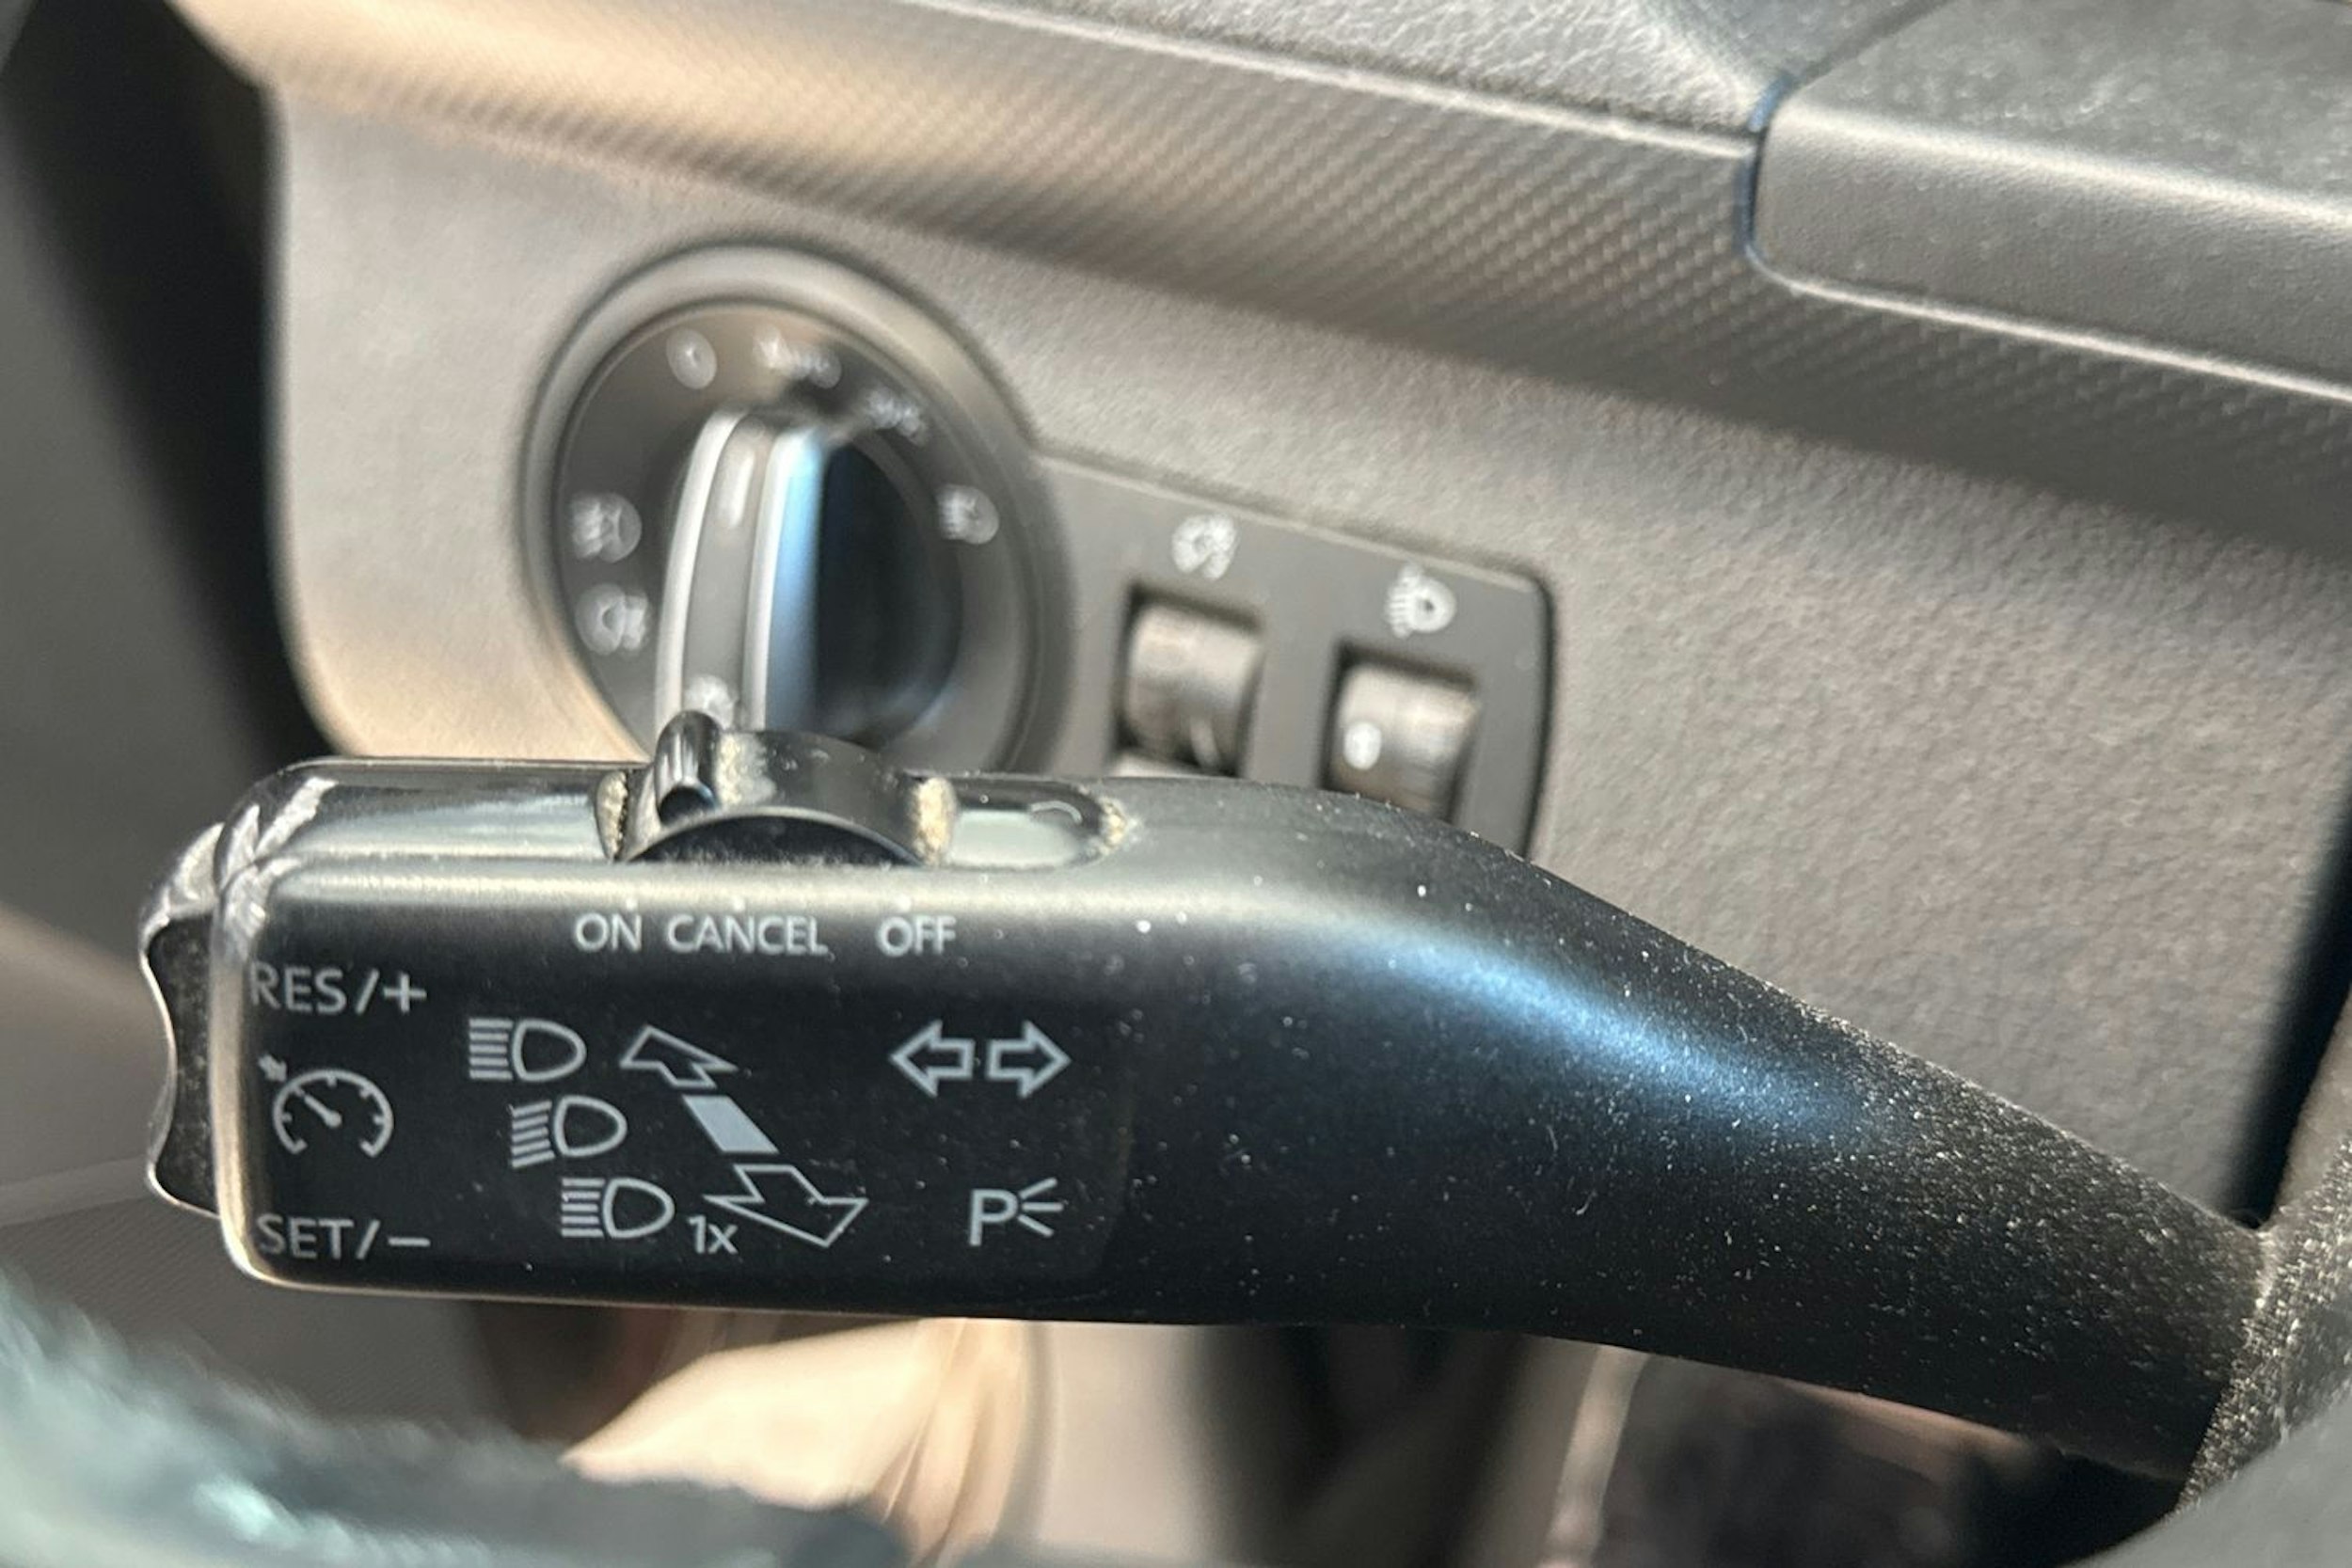 ON CANCEL OFF
RES/+
SET/−
1x
P